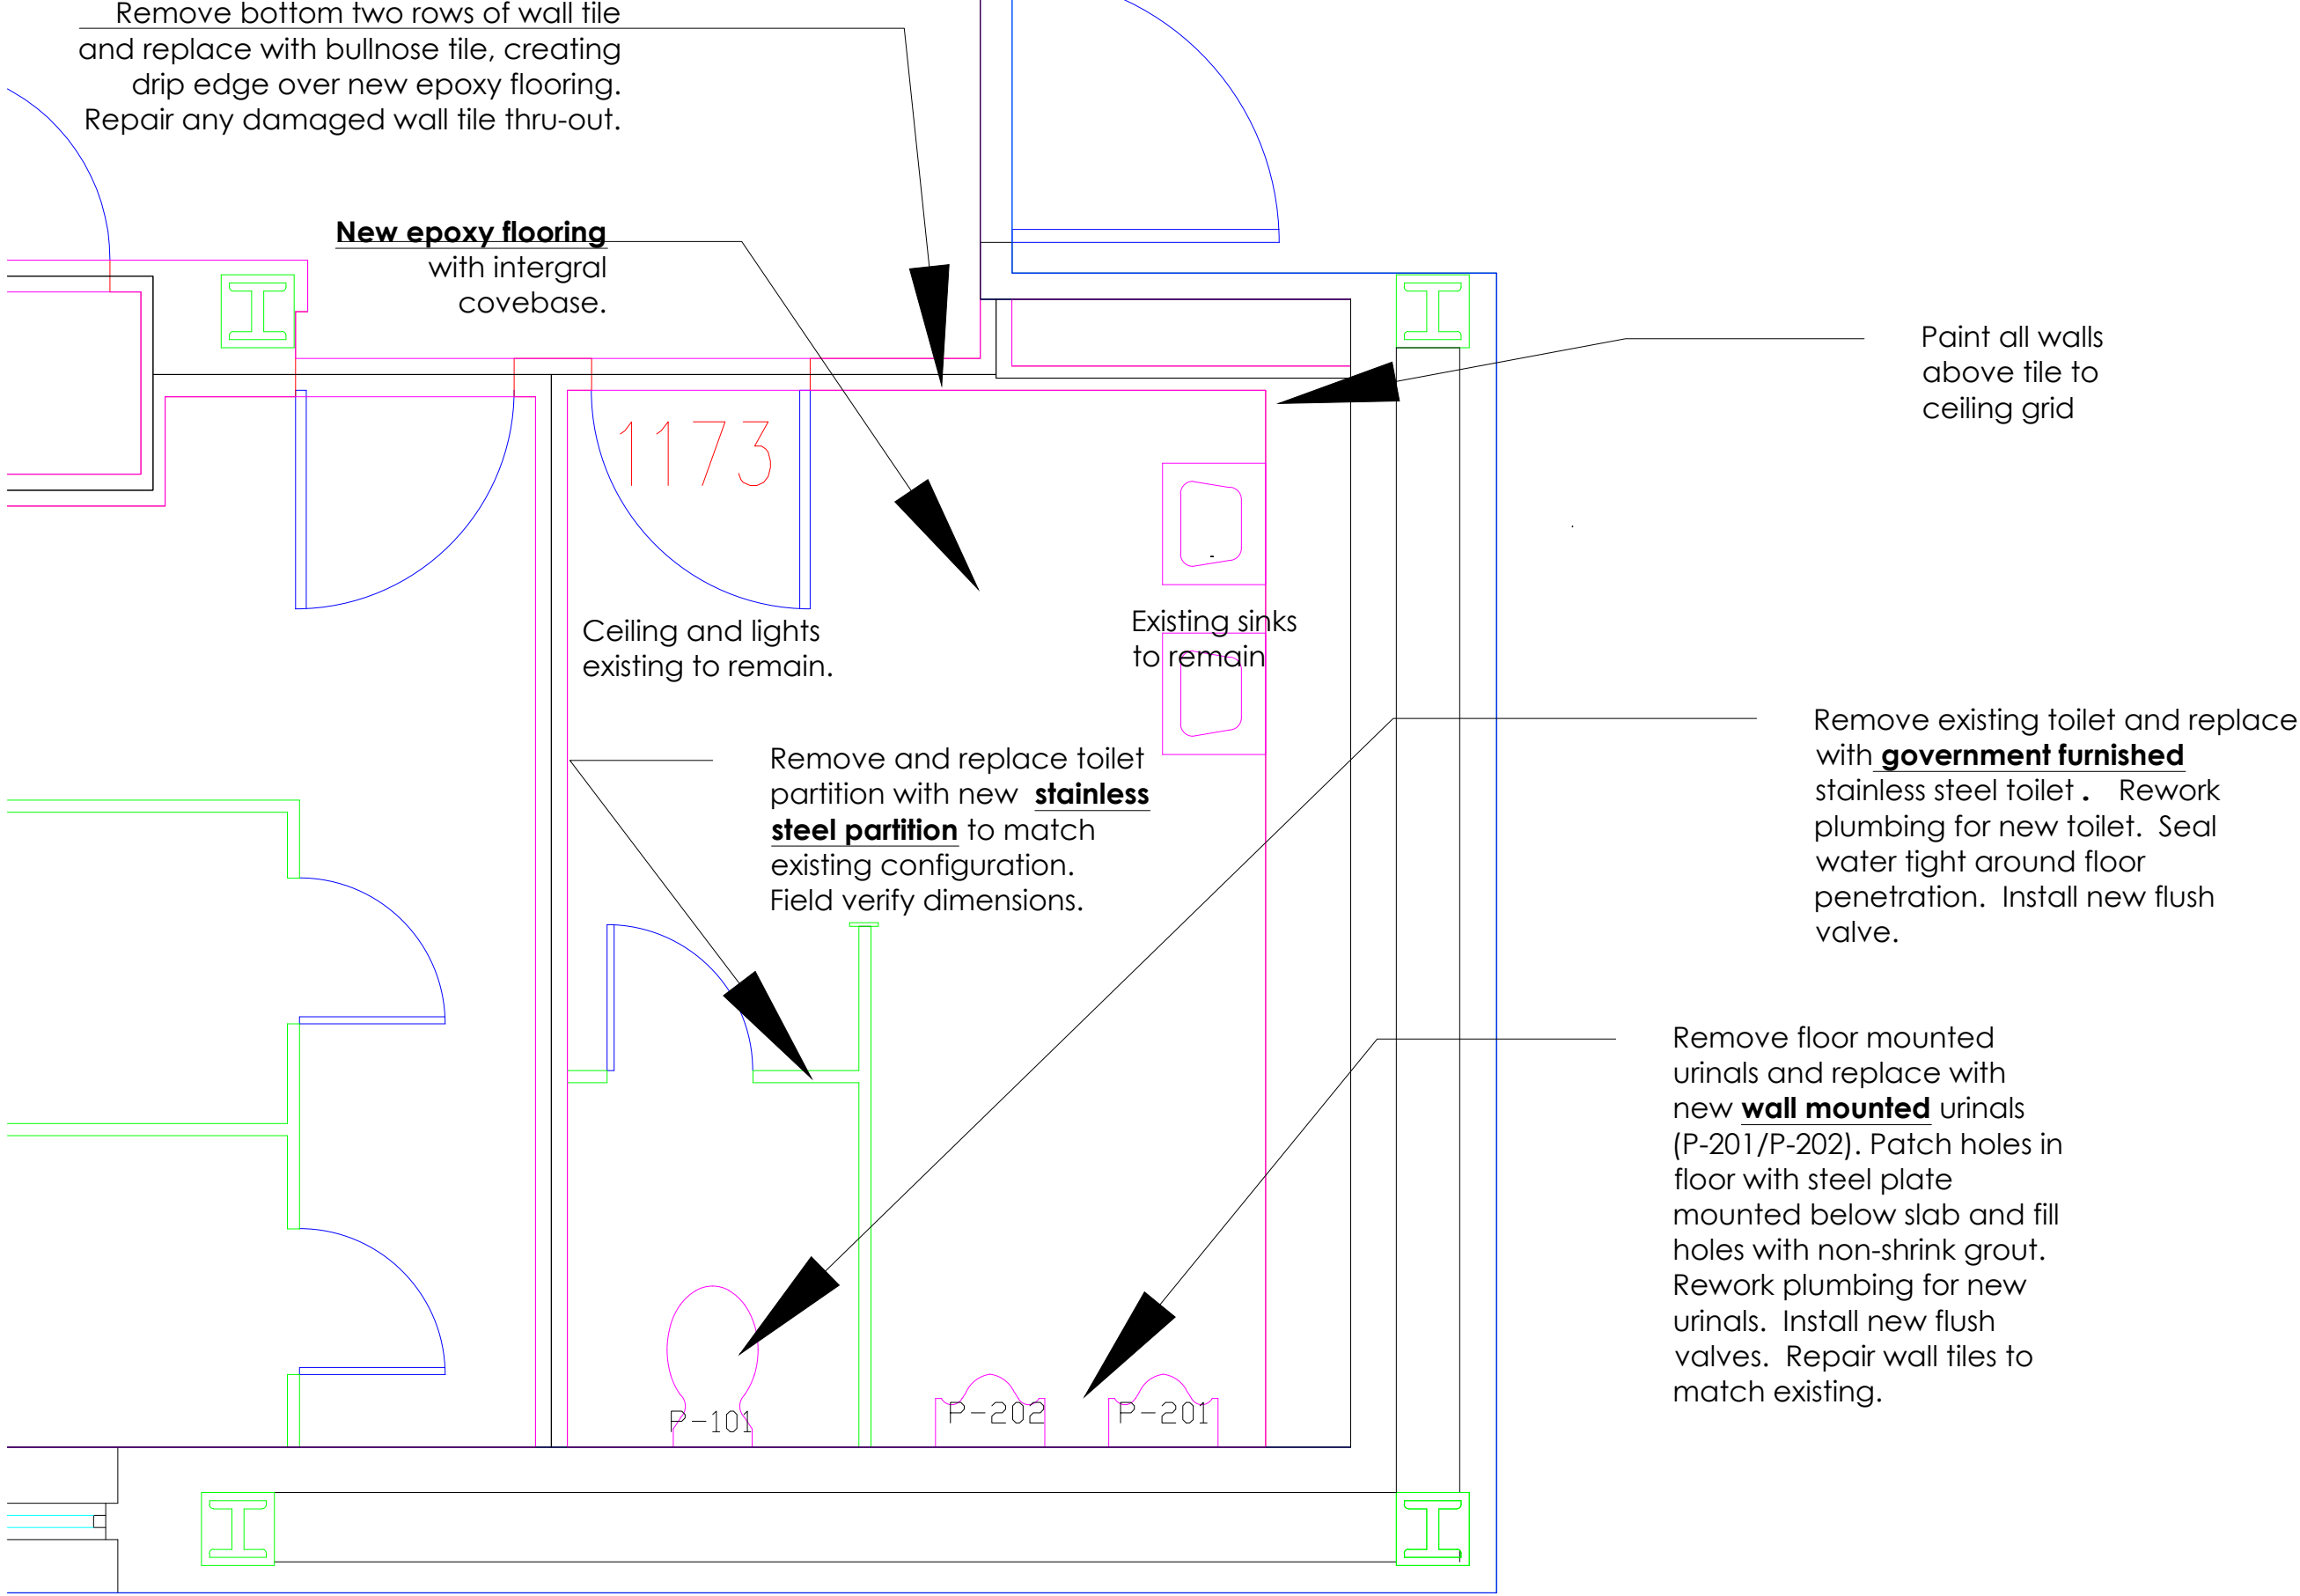 Remove bottom two rows of wall tile
and replace with bullnose tile, creating
drip edge over new epoxy flooring.
Repair any damaged wall tile thru-out.
New epoxy flooring
with intergral
covebase.
Paint all walls
above tile to
ceiling grid
1173
Ceiling and lights
existing to remain.
Existing sinks
to remain
Remove and replace toilet
partition with new stainless
steel partition to match
existing configuration.
Field verify dimensions.
Remove existing toilet and replace
with government furnished
stainless steel toilet. Rework
plumbing for new toilet. Seal
water tight around floor
penetration. Install new flush
valve.
Remove floor mounted
urinals and replace with
new wall mounted urinals
(P-201/P-202). Patch holes in
floor with steel plate
mounted below slab and fill
holes with non-shrink grout.
Rework plumbing for new
urinals. Install new flush
valves. Repair wall tiles to
match existing.
P-101
P-202
P-201